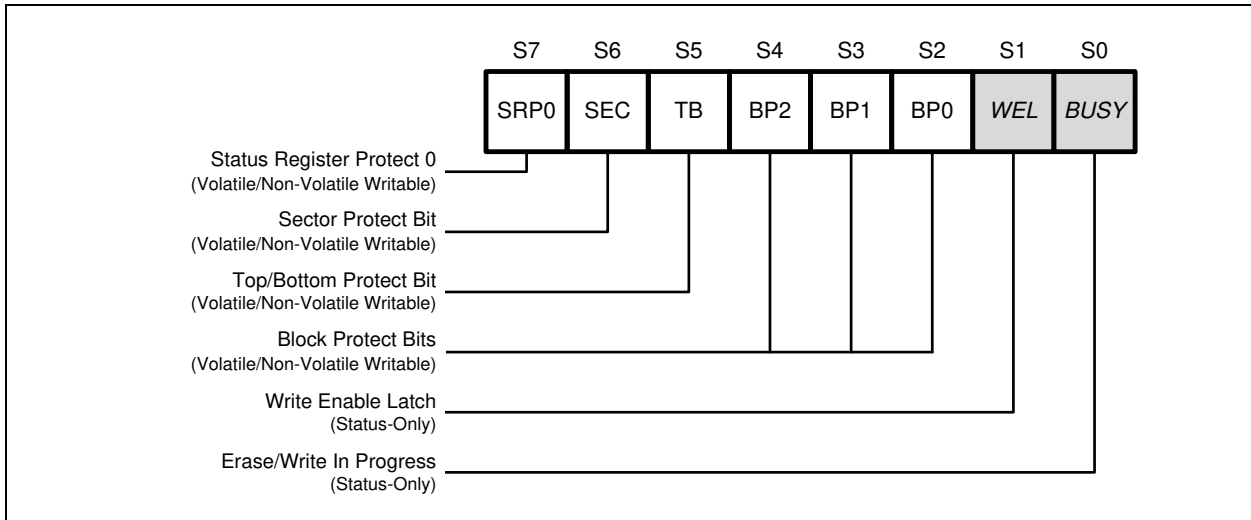 S7 S6 S5 S4 S3 S2 S1 S0
SRP0 SEC TB BP2 BP1 BP0 WEL BUSY
Status Register Protect 0
(Volatile/Non-Volatile Writable)
Sector Protect Bit
(Volatile/Non-Volatile Writable)
Top/Bottom Protect Bit
(Volatile/Non-Volatile Writable)
Block Protect Bits
(Volatile/Non-Volatile Writable)
Write Enable Latch
(Status-Only)
Erase/Write In Progress
(Status-Only)